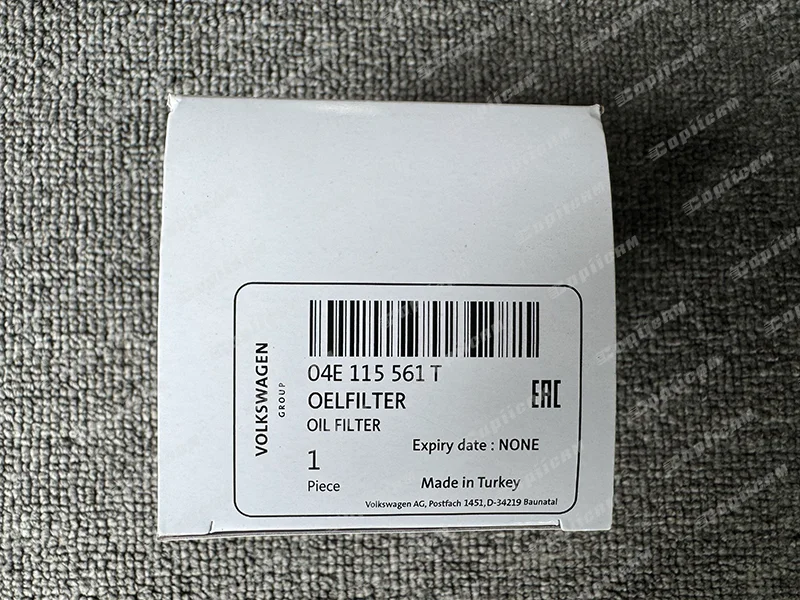 VOLKSWAGEN
GROUP
04E 115 561 T
OELFILTER
OIL FILTER
EAC
Expiry date : NONE
1
Piece
Made in Turkey
Volkswagen AG, Postfach 1451, D-34219 Baunatal